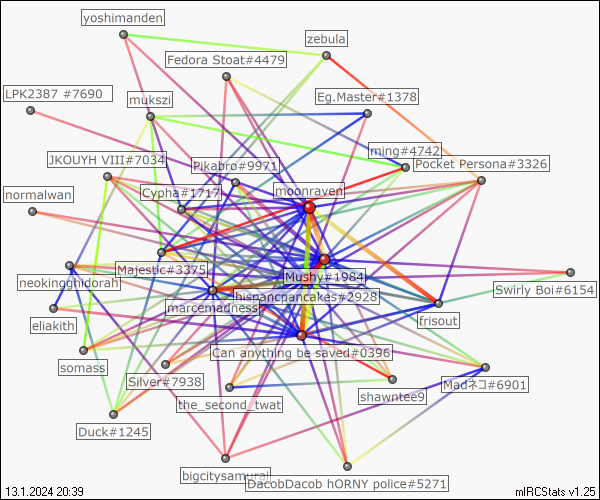 yoshimanden
zebula
Fedora Stoat#4479
LPK2387 #7690
mukszi
Eg.Master#1378
ming#4742
JKOUYH VIII#7034
Pikabrø#9971
Pocket Persona#3326
normalwan
Cypha#1717
moonraven
Majestic#3375
Mushy#1984
neokingghidorah
hisnancpancakes#2928
Swirly Boi#6154
marcemadness
eliakith
frisout
Can anything be saved#0396
somass
Silver#7938
Madネコ#6901
the_second_twat
shawntee9
Duck#1245
bigcitysamurai
DacobDacob hORNY police#5271
13.1.2024 20:39
mIRCStats v1.25